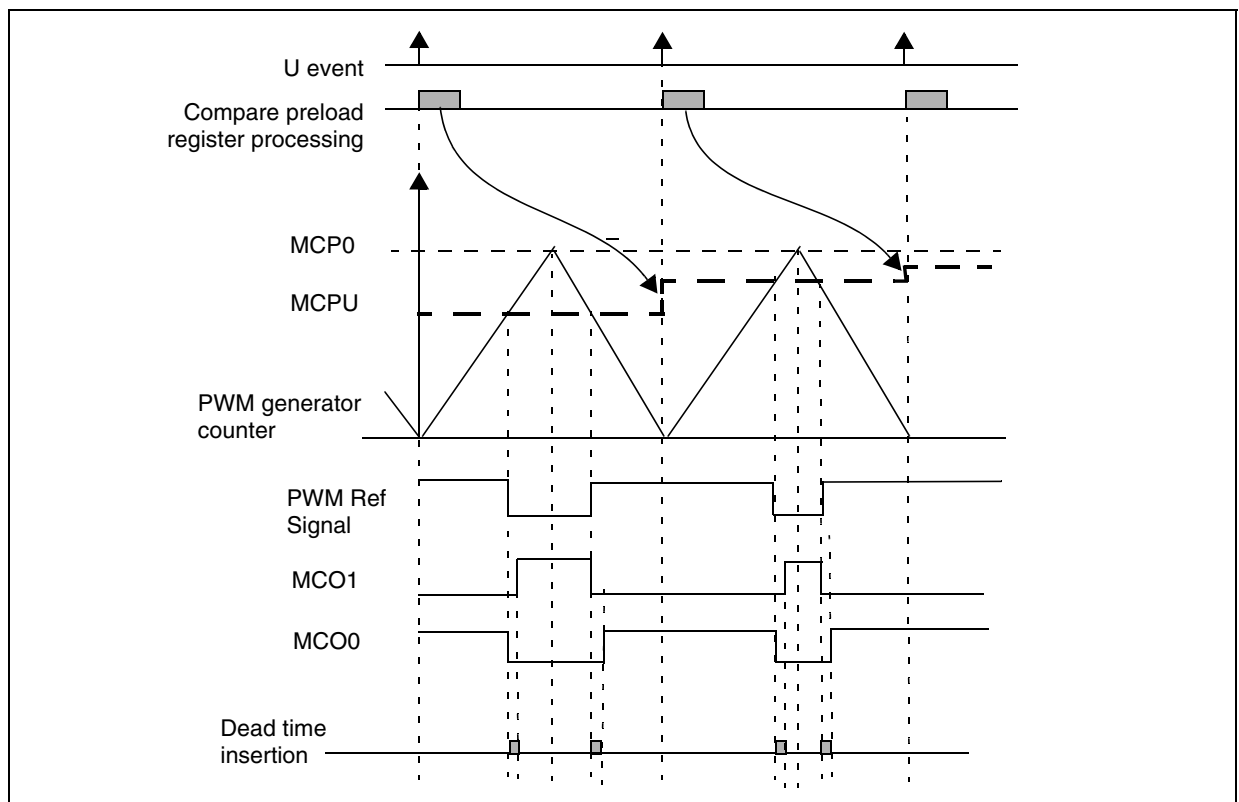 U event
Compare preload
register processing
MCP0
MCPU
PWM generator
counter
PWM Ref
Signal
MCO1
MCO0
Dead time
insertion